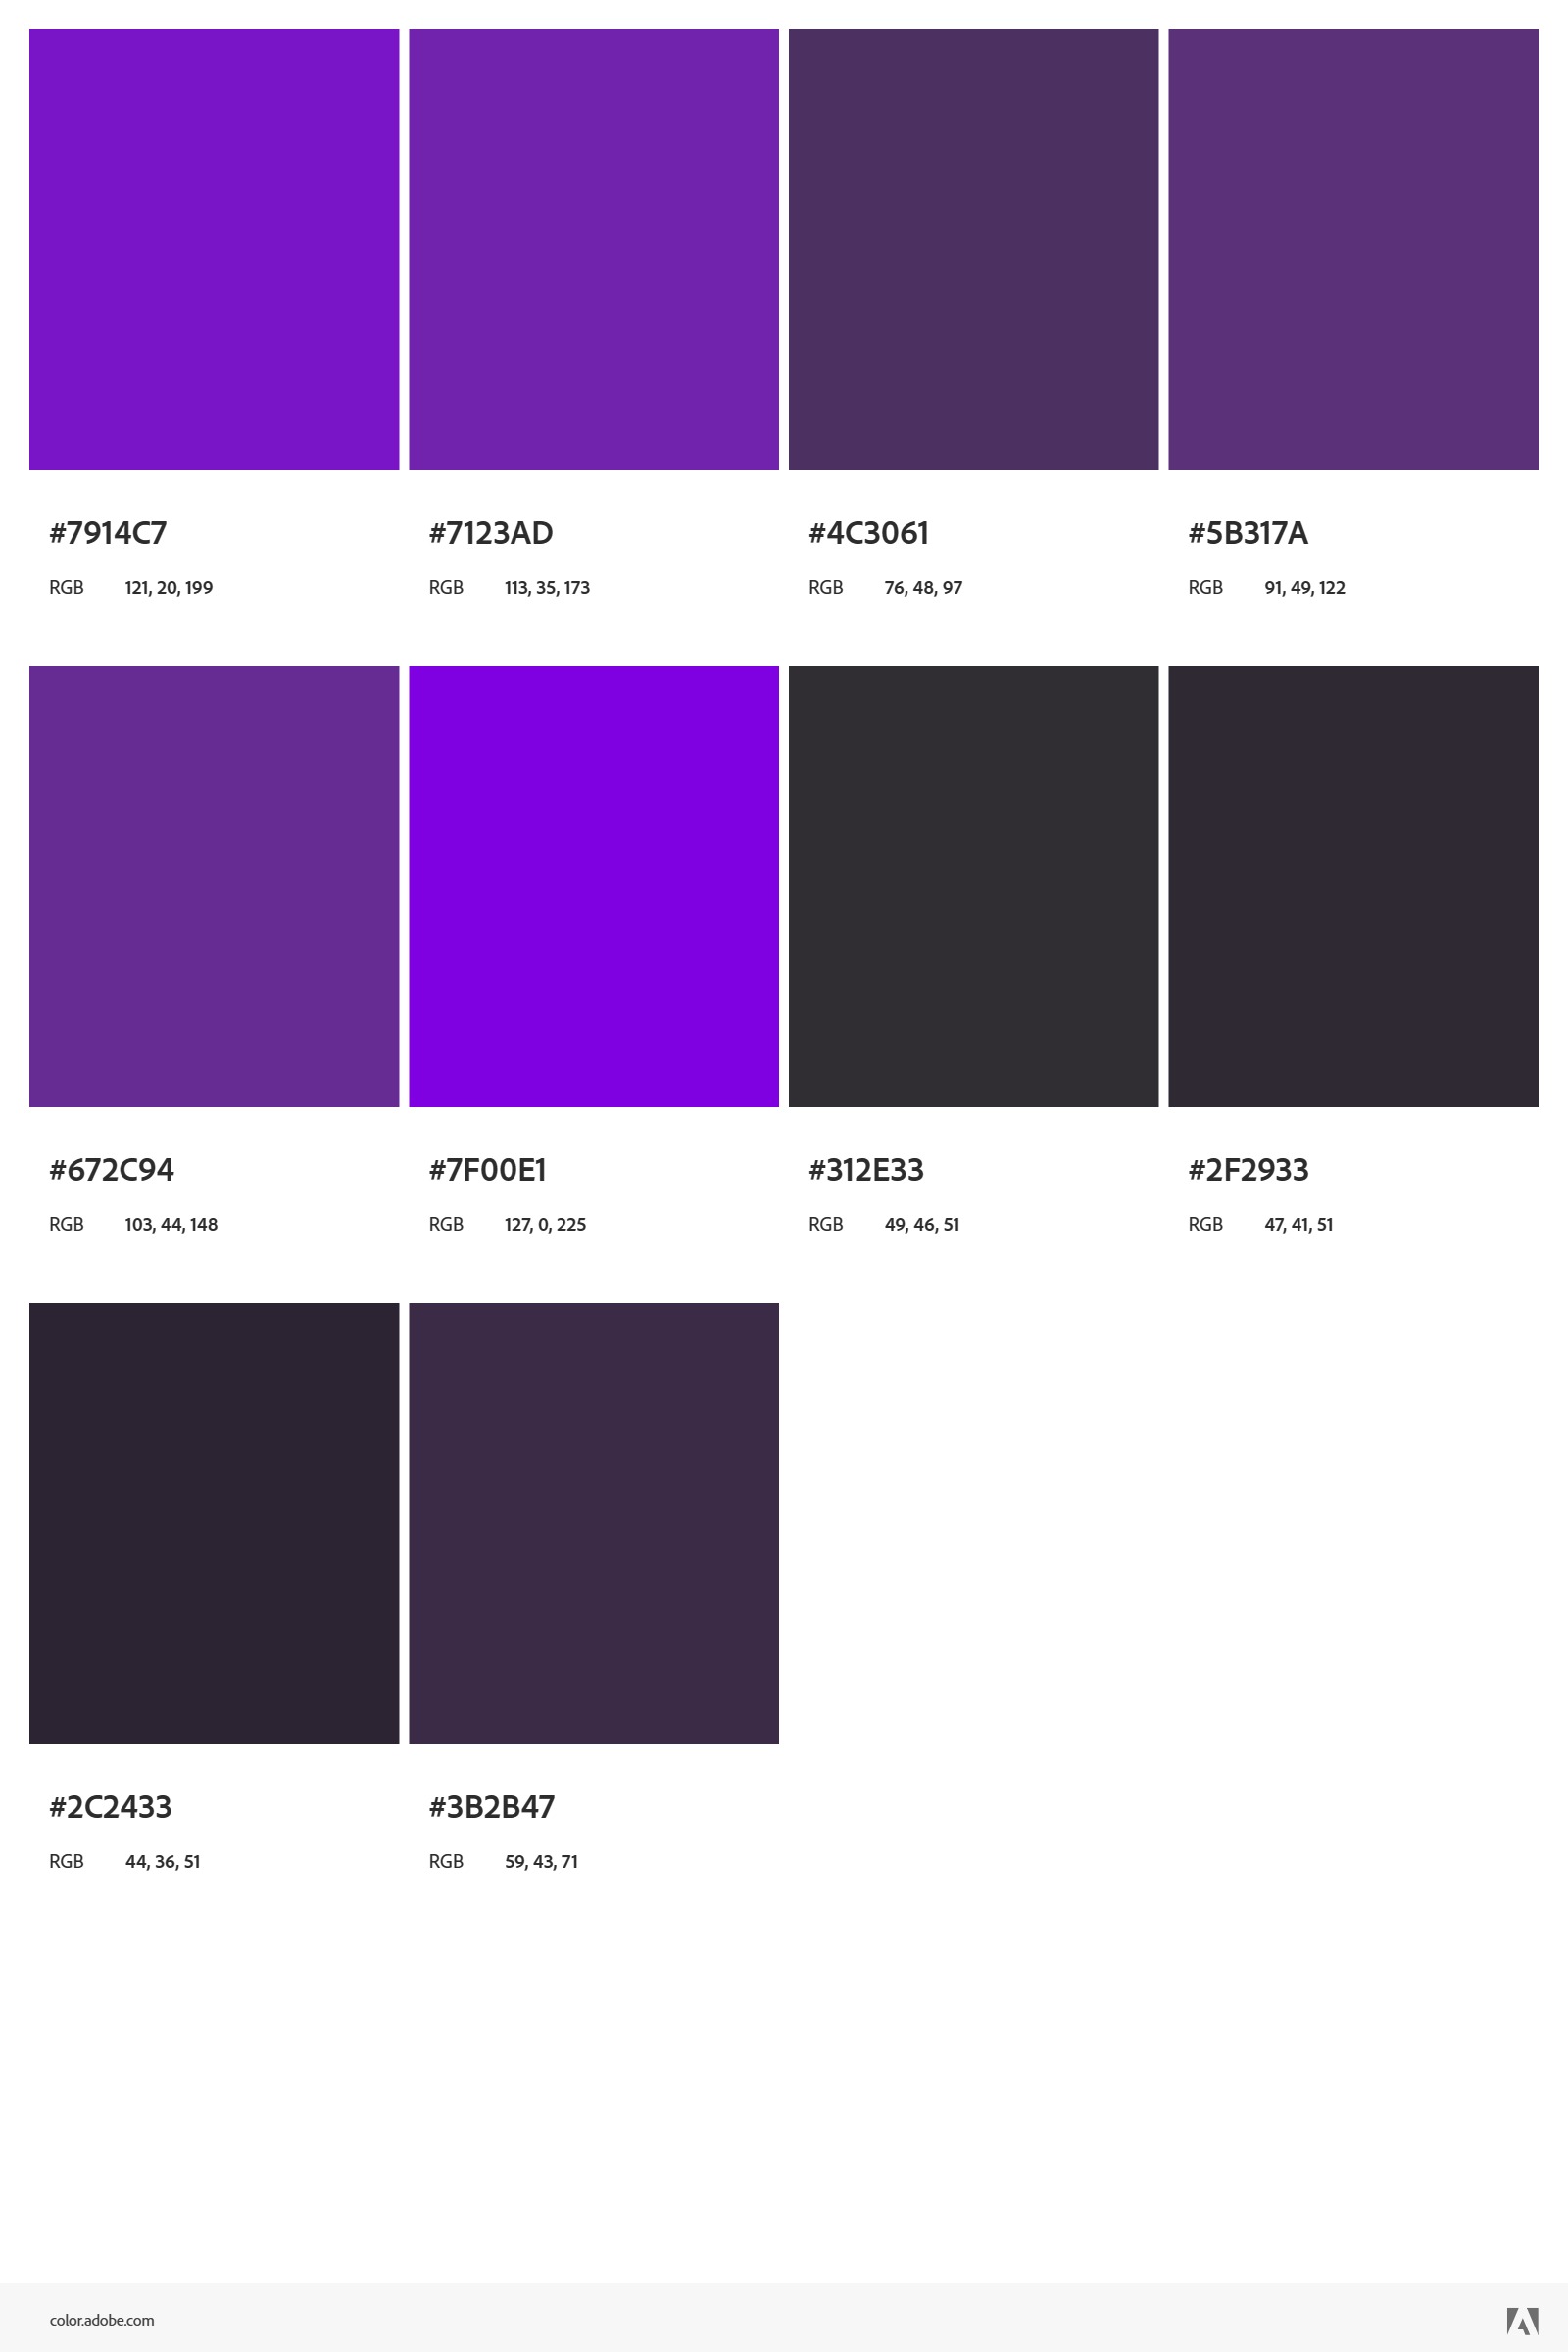 #7914C7
#7123AD
#4C3061
#5B317A
RGB 121, 20, 199
RGB 113, 35, 173
RGB 76, 48, 97
RGB 91, 49, 122
#672C94
#7F00E1
#312E33
#2F2933
RGB 103, 44, 148
RGB 127, 0, 225
RGB 49, 46, 51
RGB 47, 41, 51
#2C2433
#3B2B47
RGB 44, 36, 51
RGB 59, 43, 71
color.adobe.com